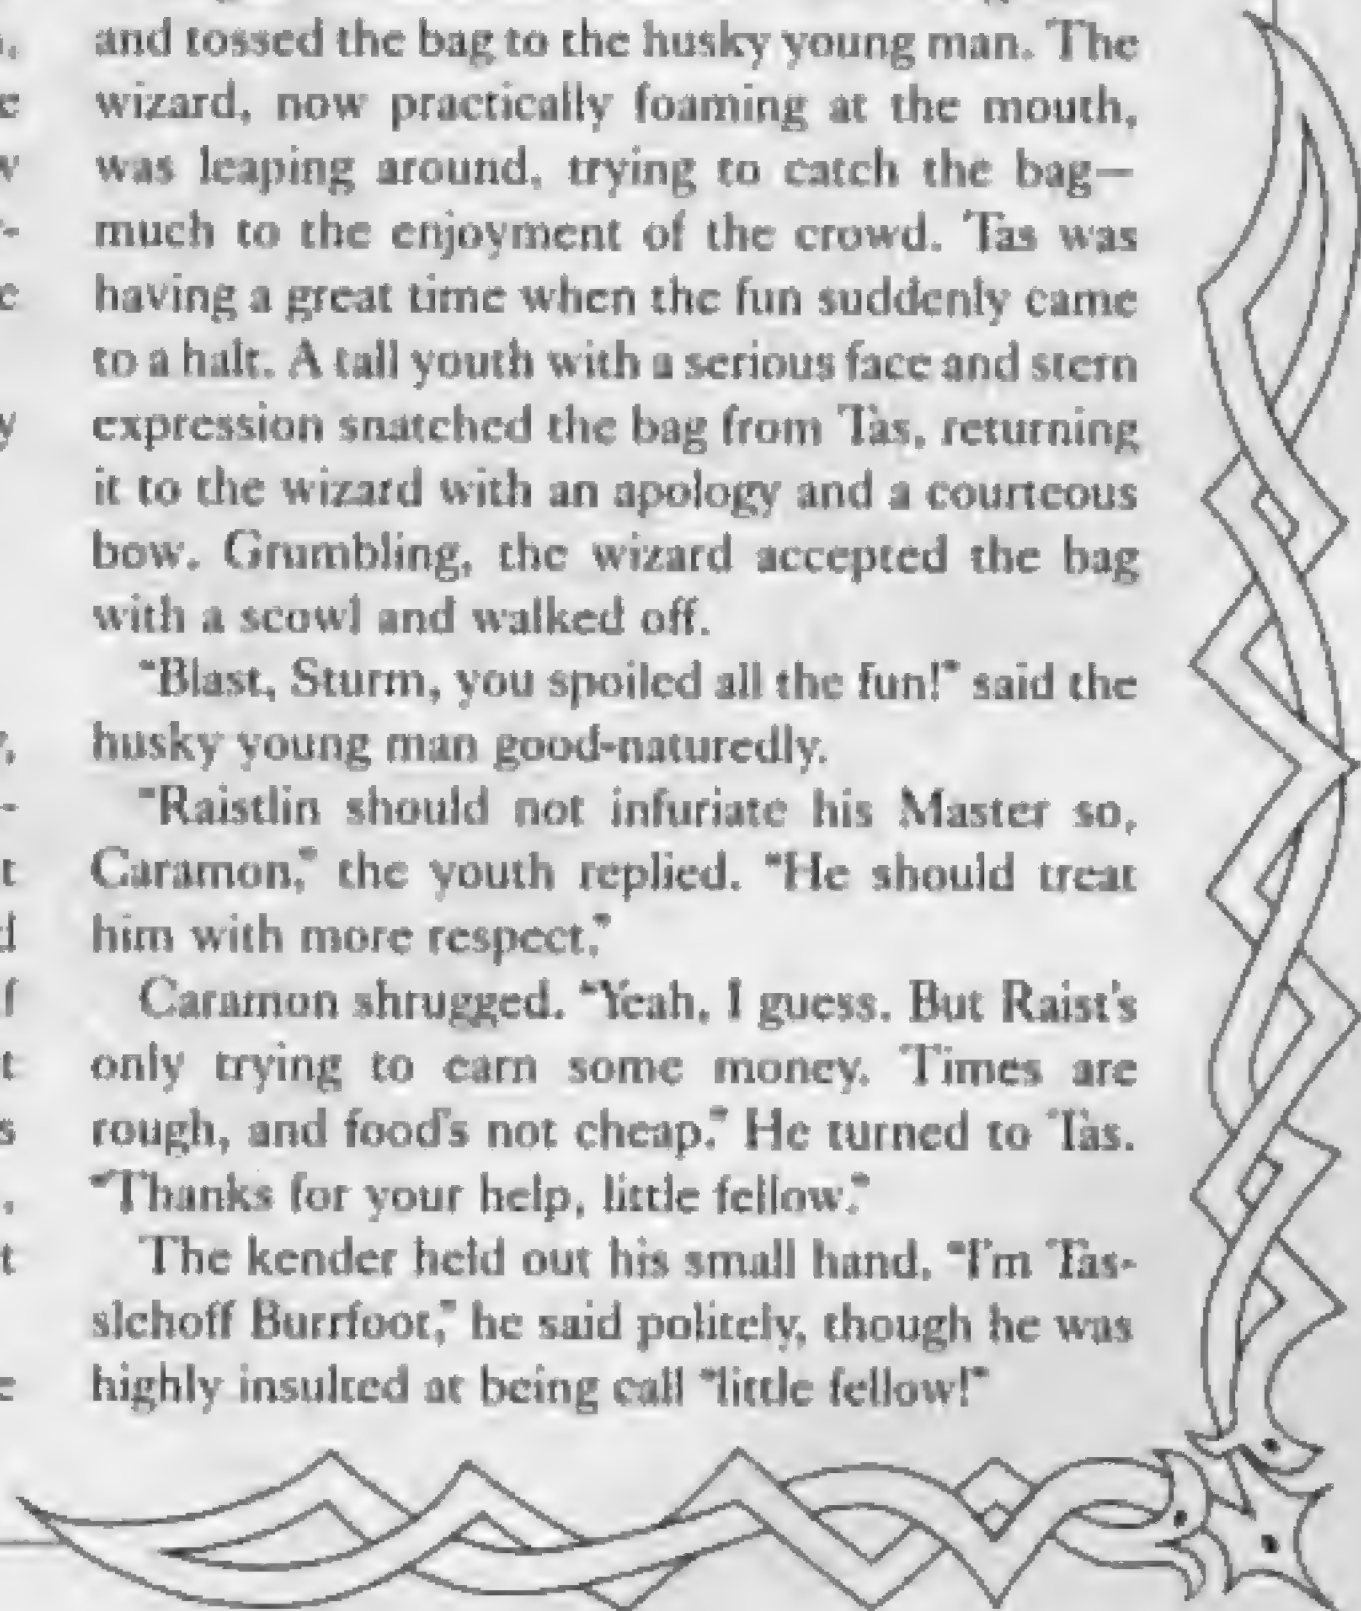 and tossed the bag to the husky young man. The
wizard, now practically foaming at the mouth,
was leaping around, trying to catch the bag—
much to the enjoyment of the crowd. Tas was
having a great time when the fun suddenly came
to a halt. A tall youth with a serious face and stern
expression snatched the bag from Tas, returning
it to the wizard with an apology and a courteous
bow. Grumbling, the wizard accepted the bag
with a scowl and walked off.
"Blast, Sturm, you spoiled all the fun!" said the
husky young man good-naturedly.
"Raistlin should not infuriate his Master so,
Caramon," the youth replied. "He should treat
him with more respect."
Caramon shrugged. "Yeah, I guess. But Raist's
only trying to earn some money. Times are
rough, and food's not cheap." He turned to Tas.
"Thanks for your help, little fellow."
The kender held out his small hand. "I'm Tas-
slehoff Burrfoot," he said politely, though he was
highly insulted at being call "little fellow!"